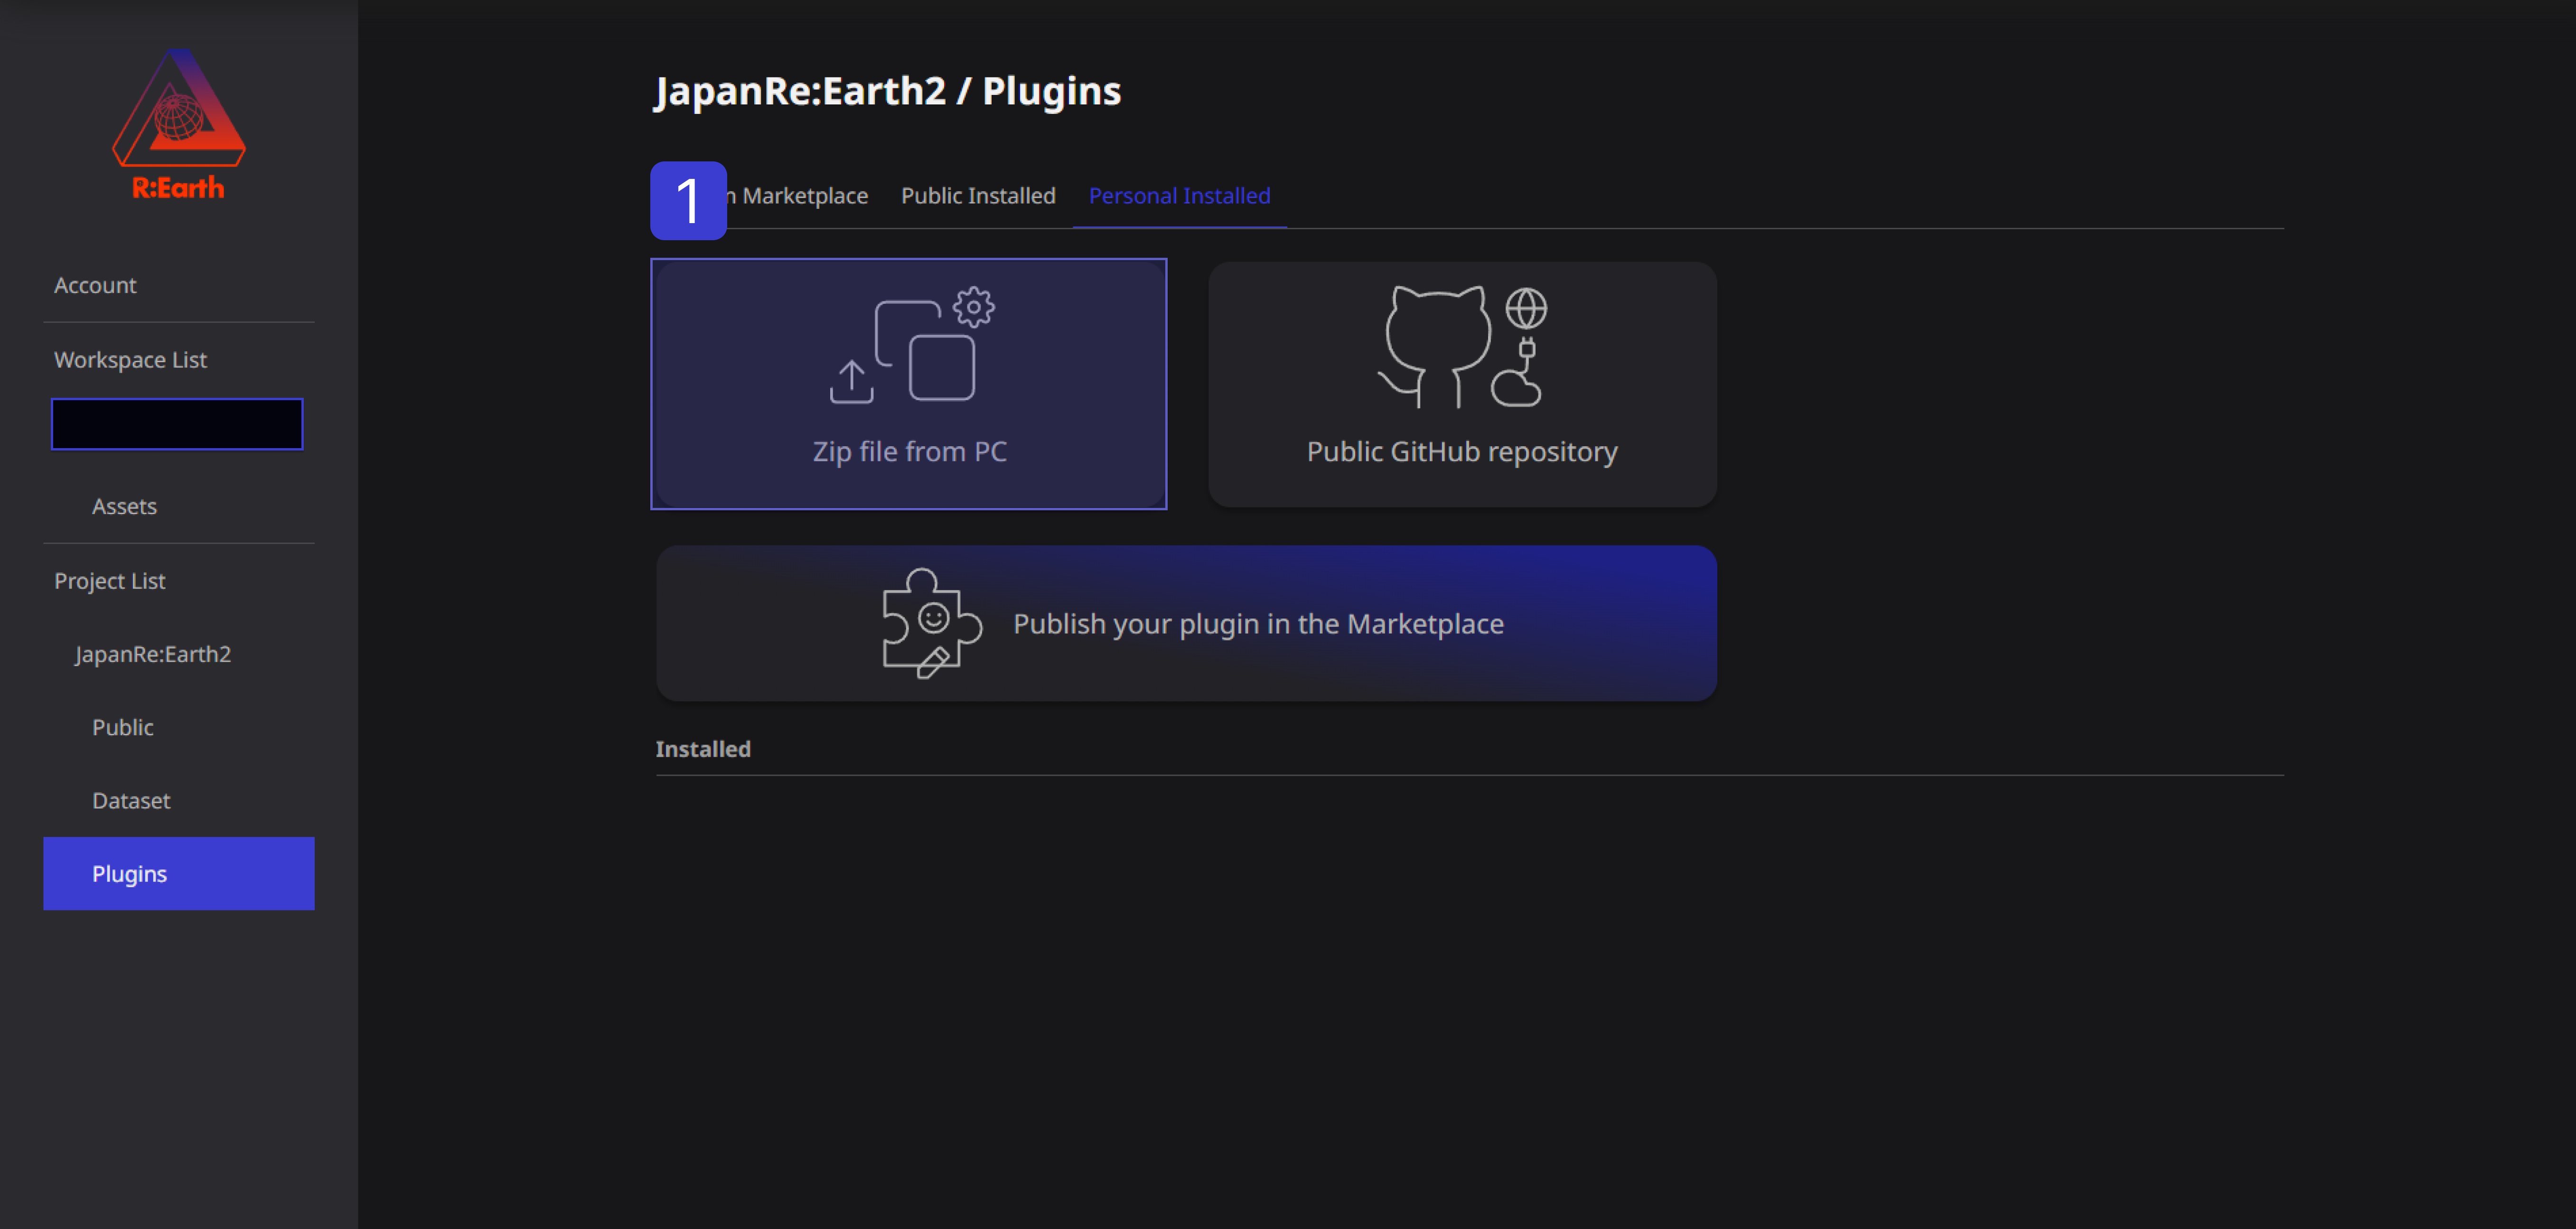 R:Earth
Account
Workspace List
Assets
Project List
JapanRe:Earth2
Public
Dataset
Plugins
JapanRe:Earth2 / Plugins
1
Marketplace
Public Installed
Personal Installed
Zip file from PC
Public GitHub repository
Publish your plugin in the Marketplace
Installed